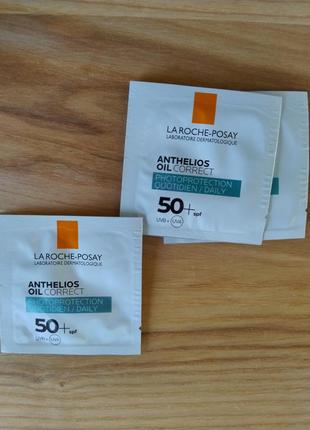 LA ROCHE-POSAY
LABORATOIRE DERMATOLOGIQUE
ANTHELIOS
OIL CORRECT
PHOTOPROTECTION
QUOTIDIEN / DAILY
50+ spf
UVB + UVA
LA ROCHE-POSAY
LABORATOIRE DERMATOLOGIQUE
ANTHELIOS
OIL CORRECT
PHOTOPROTECTION
QUOTIDIEN / DAILY
50+ spf
UVB + UVA